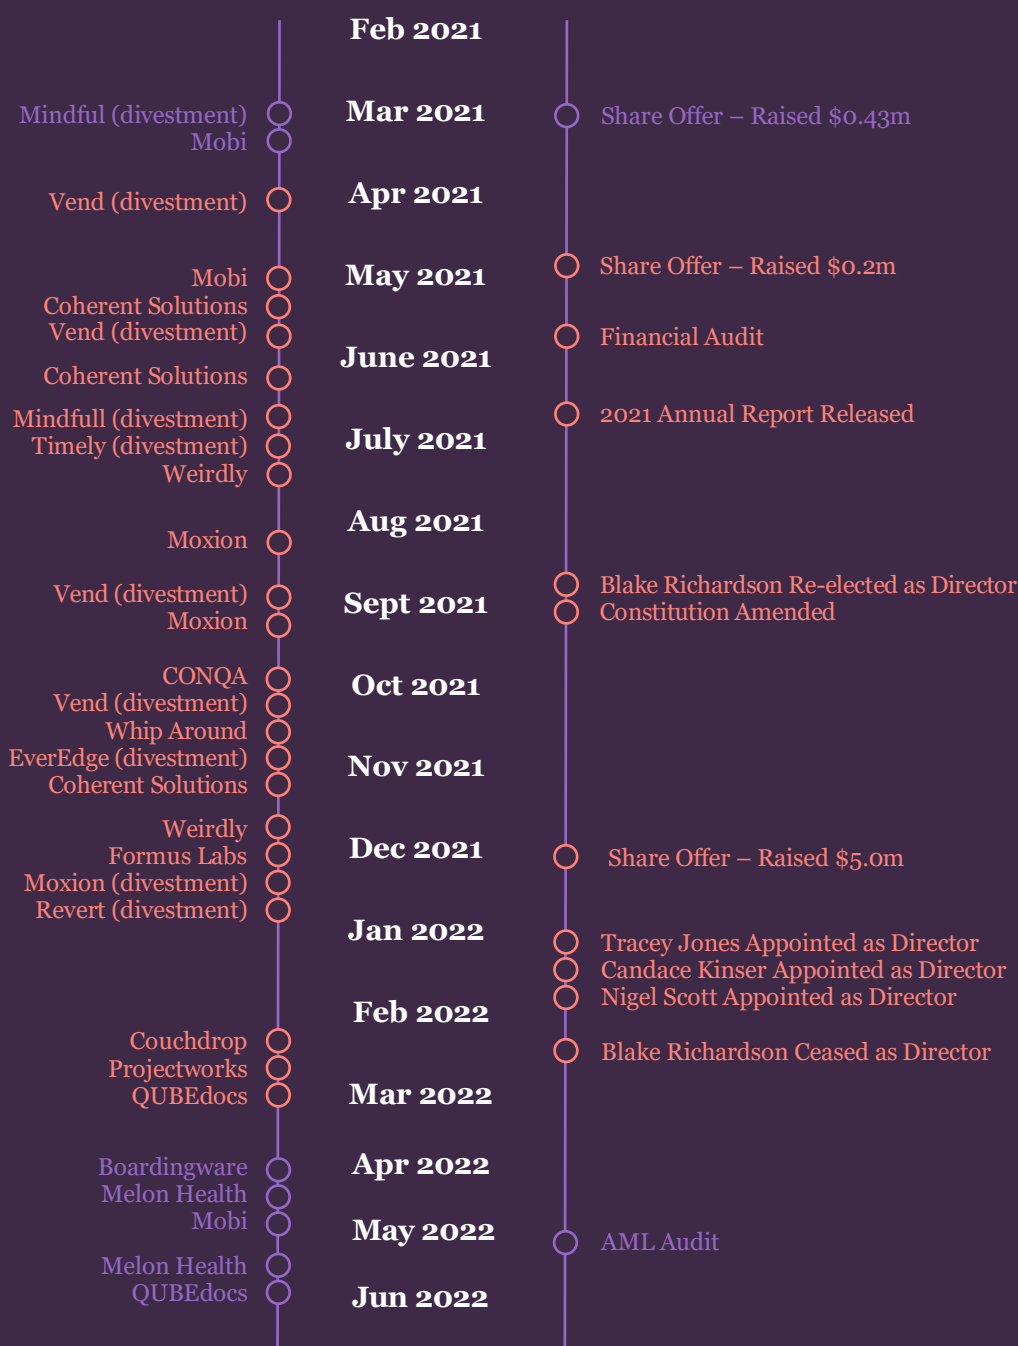 Feb 2021
Mindful (divestment)
Mar 2021
Share Offer – Raised $0.43m
Mobi
Vend (divestment)
Apr 2021
Mobi
May 2021
Share Offer – Raised $0.2m
Coherent Solutions
Vend (divestment)
Financial Audit
June 2021
Coherent Solutions
Mindfull (divestment)
2021 Annual Report Released
Timely (divestment)
July 2021
Weirdly
Aug 2021
Moxion
Vend (divestment)
Sept 2021
Blake Richardson Re-elected as Director
Moxion
Constitution Amended
CONQA
Oct 2021
Vend (divestment)
Whip Around
EverEdge (divestment)
Nov 2021
Coherent Solutions
Weirdly
Formus Labs
Dec 2021
Share Offer – Raised $5.0m
Moxion (divestment)
Revert (divestment)
Jan 2022
Tracey Jones Appointed as Director
Candace Kinser Appointed as Director
Nigel Scott Appointed as Director
Feb 2022
Couchdrop
Blake Richardson Ceased as Director
Projectworks
QUBEdocs
Mar 2022
Boardingware
Apr 2022
Melon Health
Mobi
May 2022
AML Audit
Melon Health
QUBEdocs
Jun 2022